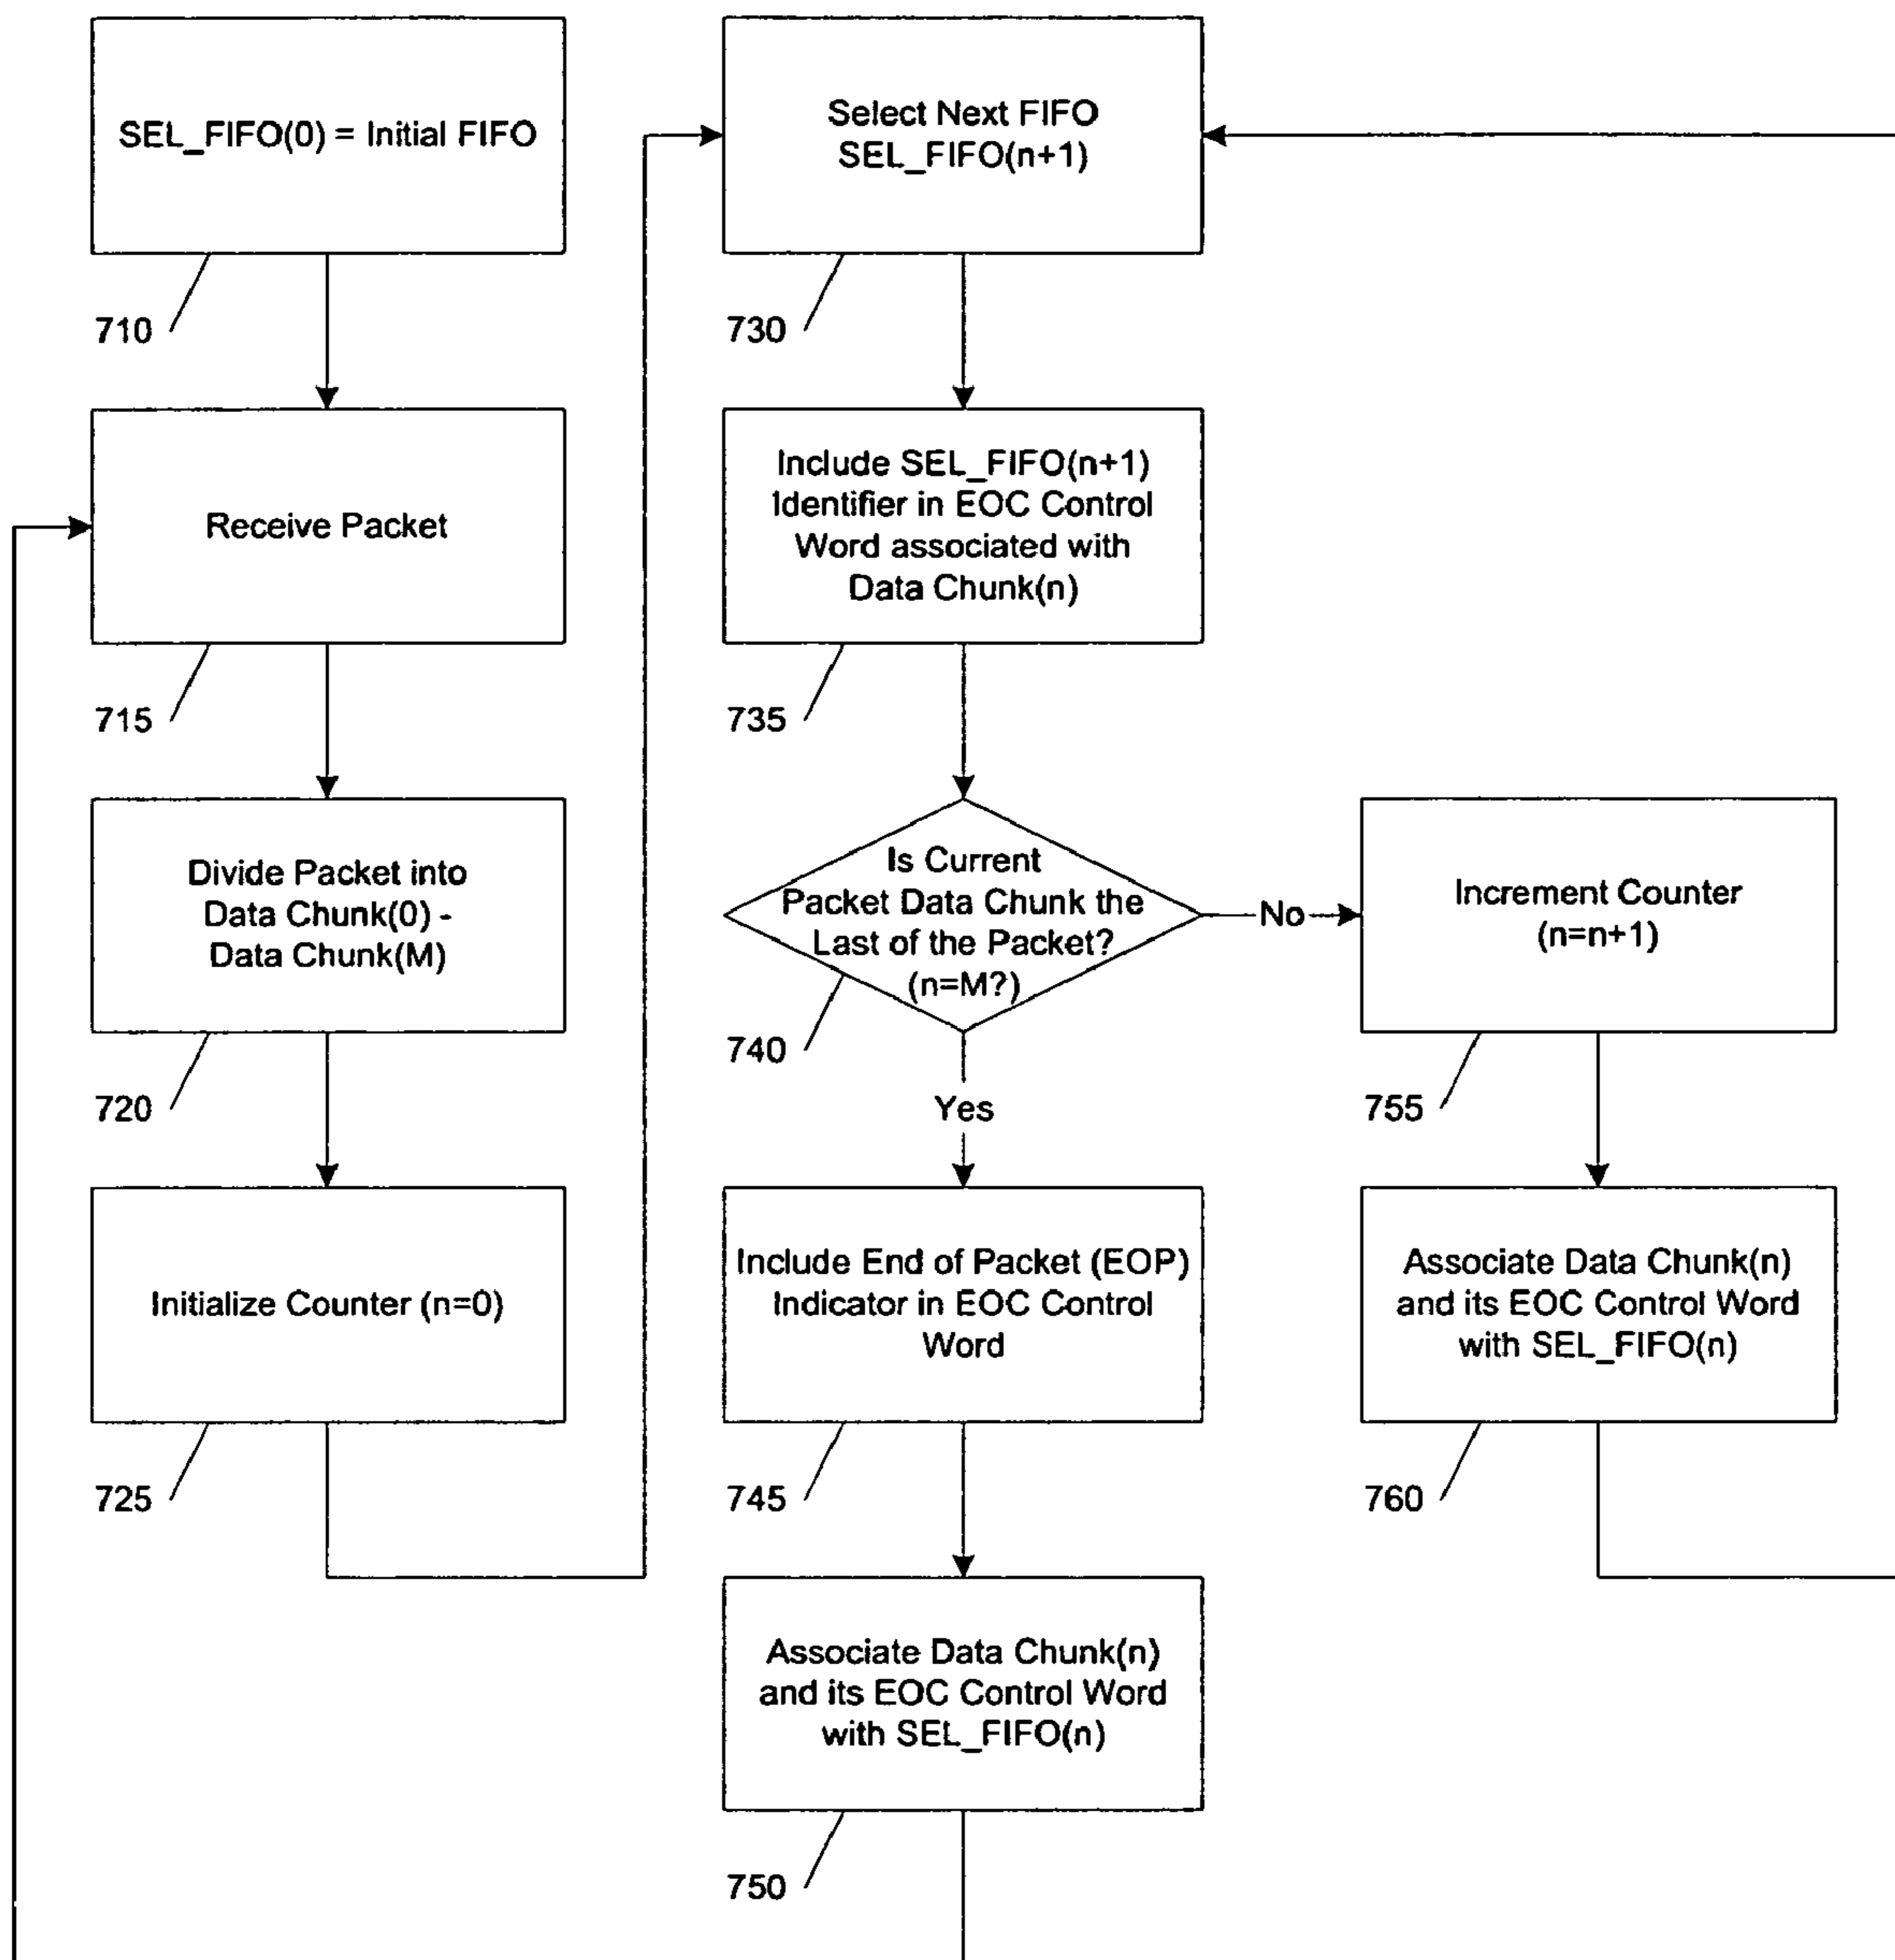 SEL_FIFO(0) = Initial FIFO
710
Receive Packet
715
Divide Packet into
Data Chunk(0) -
Data Chunk(M)
720
Initialize Counter (n=0)
725
Select Next FIFO
SEL_FIFO(n+1)
730
Include SEL_FIFO(n+1)
Identifier in EOC Control
Word associated with
Data Chunk(n)
735
Is Current
Packet Data Chunk the
Last of the Packet?
(n=M?)
740
Yes
No
Include End of Packet (EOP)
Indicator in EOC Control
Word
745
Associate Data Chunk(n)
and its EOC Control Word
with SEL_FIFO(n)
750
Increment Counter
(n=n+1)
755
Associate Data Chunk(n)
and its EOC Control Word
with SEL_FIFO(n)
760